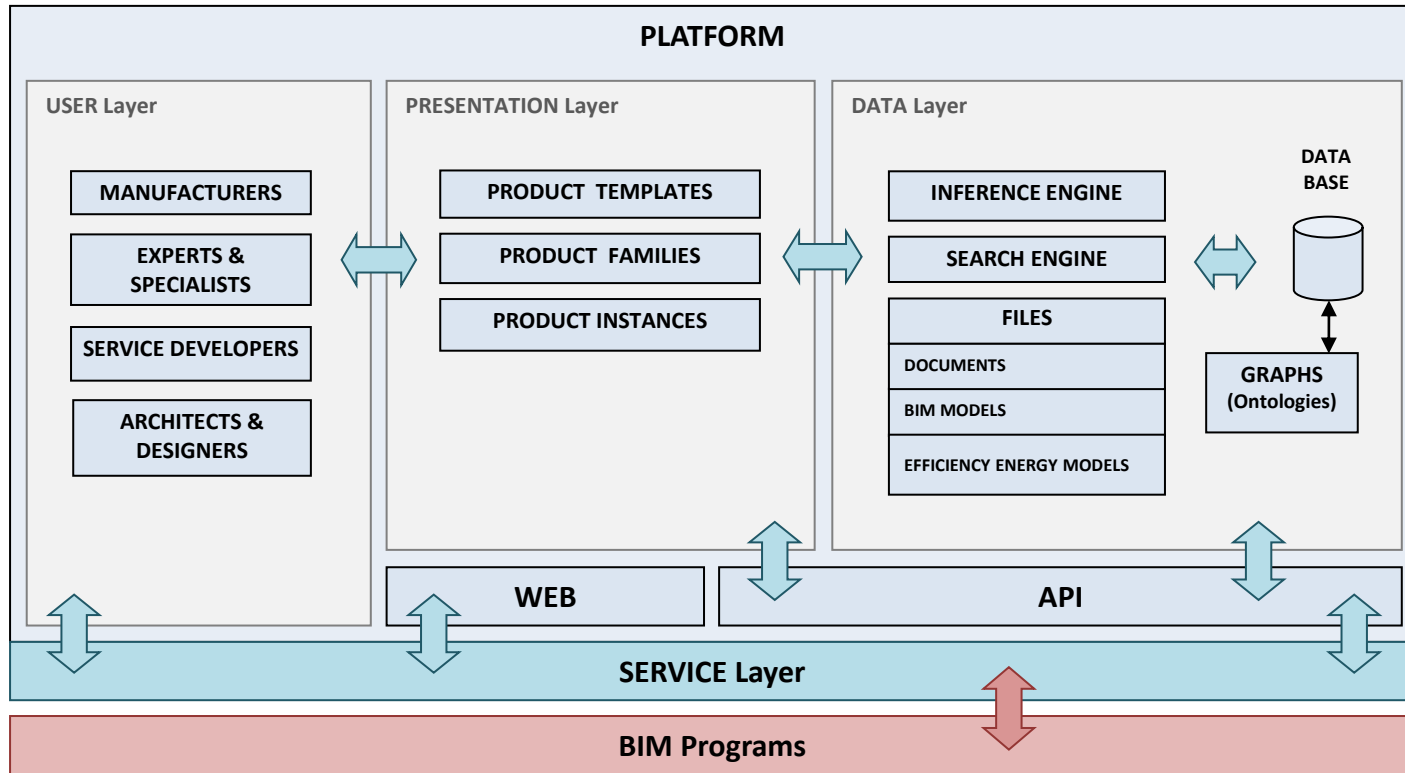 PLATFORM
USER Layer
MANUFACTURERS
EXPERTS &
SPECIALISTS
SERVICE DEVELOPERS
ARCHITECTS &
DESIGNERS
PRESENTATION Layer
PRODUCT TEMPLATES
PRODUCT FAMILIES
PRODUCT INSTANCES
DATA Layer
INFERENCE ENGINE
SEARCH ENGINE
FILES
DOCUMENTS
BIM MODELS
EFFICIENCY ENERGY MODELS
DATA
BASE
GRAPHS
(Ontologies)
WEB
API
SERVICE Layer
BIM Programs